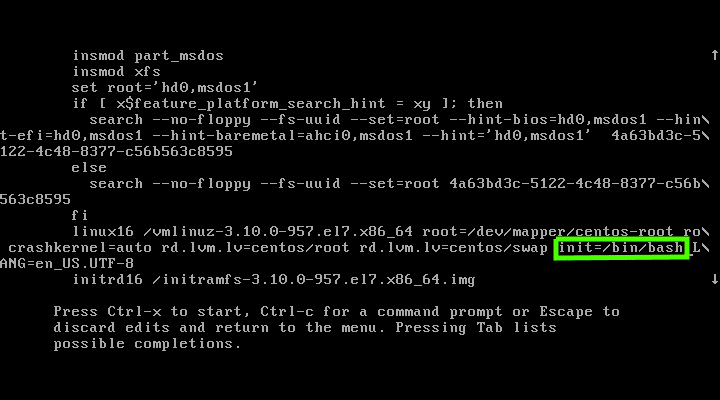 insmod part_msdos
insmod xfs
set root='hd0,msdos1'
if [ x$feature_platform_search_hint = xy ]; then
search --no-floppy --fs-uuid --set=root --hint-bios=hd0,msdos1 --hin\
t-efi=hd0,msdos1 --hint-baremetal=ahci0,msdos1 --hint='hd0,msdos1'  4a63bd3c-5\
122-4c48-8377-c56b563c8595
else
search --no-floppy --fs-uuid --set=root 4a63bd3c-5122-4c48-8377-c56b\
563c8595
fi
linux16 /vmlinuz-3.10.0-957.el7.x86_64 root=/dev/mapper/centos-root ro\
crashkernel=auto rd.lvm.lv=centos/root rd.lvm.lv=centos/swap init=/bin/bash L\
ANG=en_US.UTF-8
initrd16 /initramfs-3.10.0-957.el7.x86_64.img
Press Ctrl-x to start, Ctrl-c for a command prompt or Escape to
discard edits and return to the menu. Pressing Tab lists
possible completions.